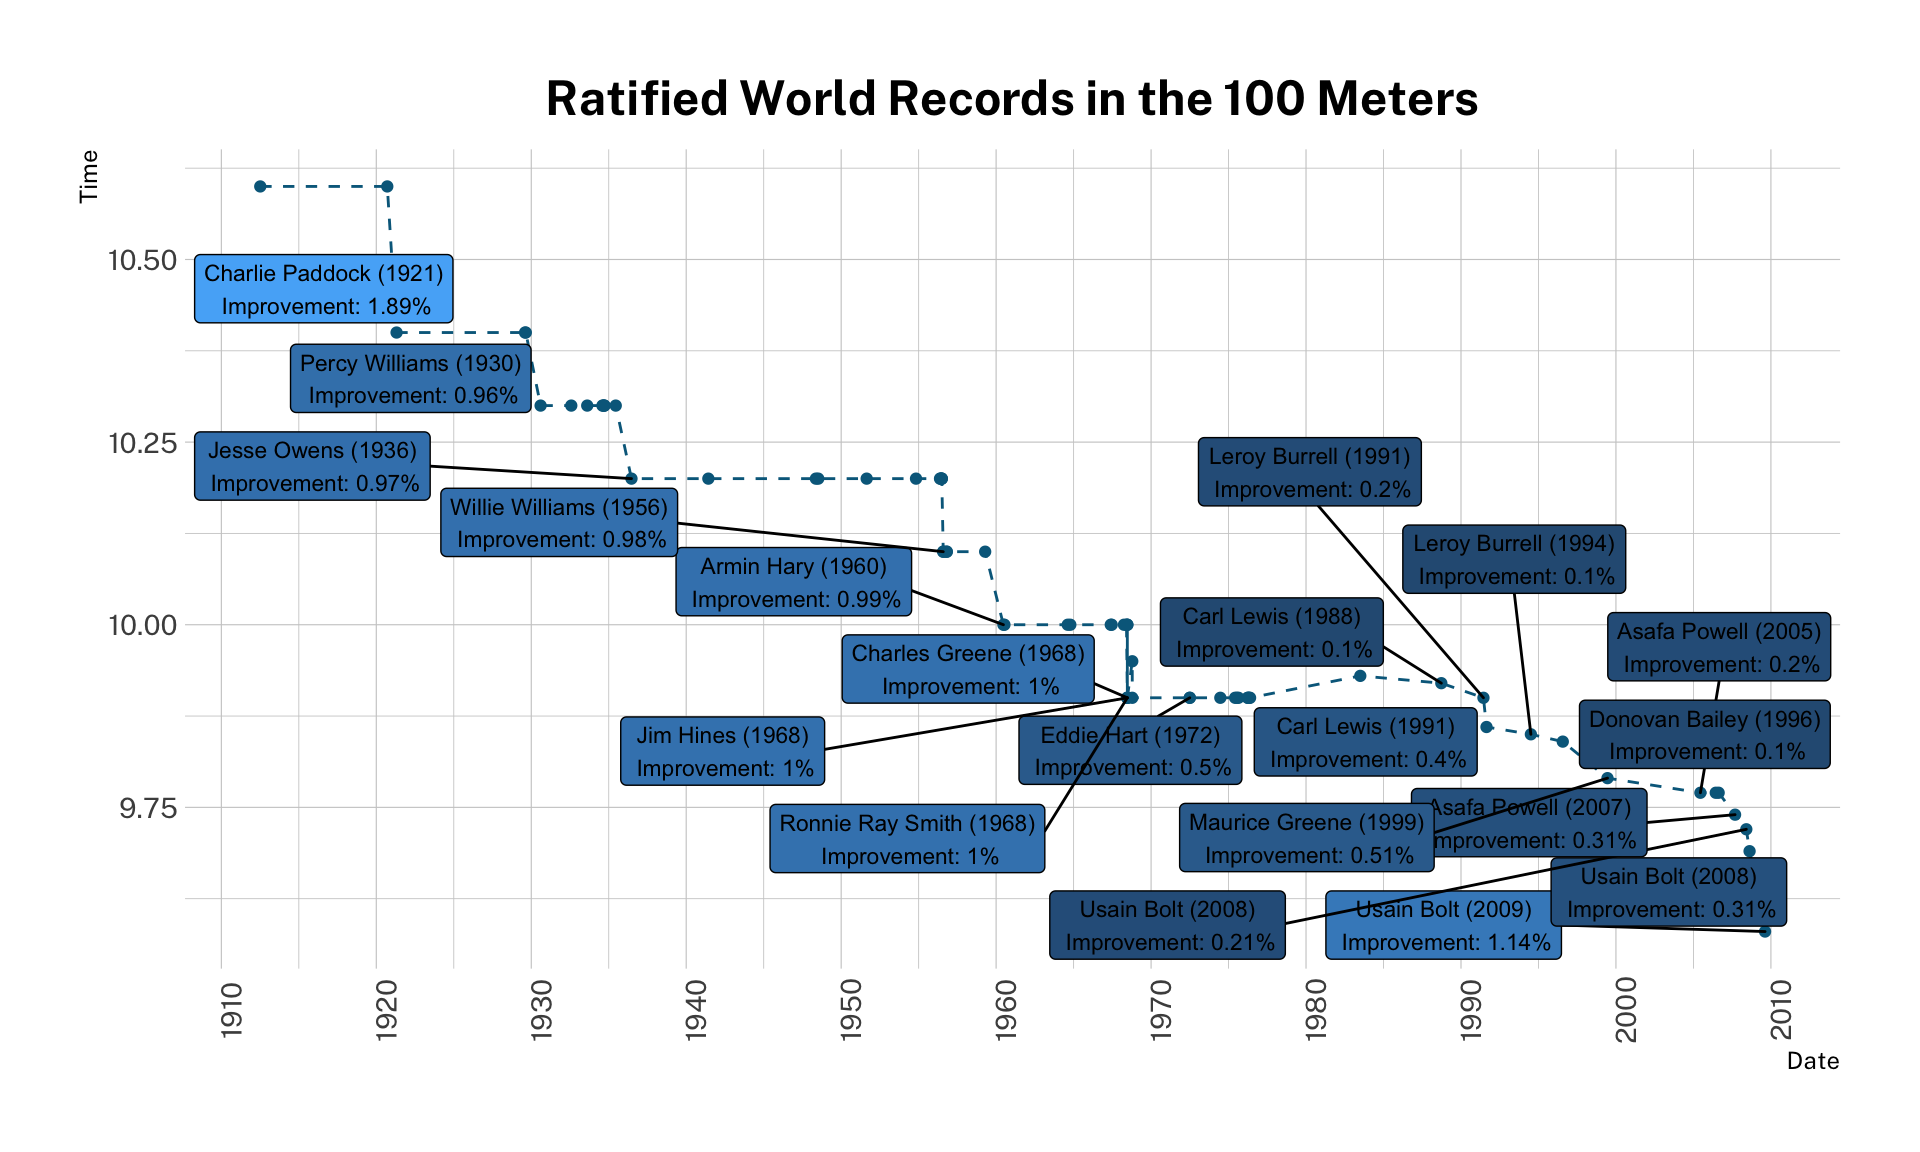 Ratified World Records in the 100 Meters
Time
10.50
10.25
10.00
9.75
Charlie Paddock (1921)
Improvement: 1.89%
Percy Williams (1930)
Improvement: 0.96%
Jesse Owens (1936)
Improvement: 0.97%
Willie Williams (1956)
Improvement: 0.98%
Armin Hary (1960)
Improvement: 0.99%
Charles Greene (1968)
Improvement: 1%
Jim Hines (1968)
Improvement: 1%
Ronnie Ray Smith (1968)
Improvement: 1%
Eddie Hart (1972)
Improvement: 0.5%
Carl Lewis (1988)
Improvement: 0.1%
Leroy Burrell (1991)
Improvement: 0.2%
Carl Lewis (1991)
Improvement: 0.4%
Leroy Burrell (1994)
Improvement: 0.1%
Donovan Bailey (1996)
Improvement: 0.1%
Maurice Greene (1999)
Improvement: 0.51%
Asafa Powell (2005)
Improvement: 0.2%
Asafa Powell (2007)
mprovement: 0.31%
Usain Bolt (2008)
Improvement: 0.21%
Usain Bolt (2008)
Improvement: 0.31%
Usain Bolt (2009)
Improvement: 1.14%
1910
1920
1930
1940
1950
1960
1970
1980
1990
2000
2010
Date